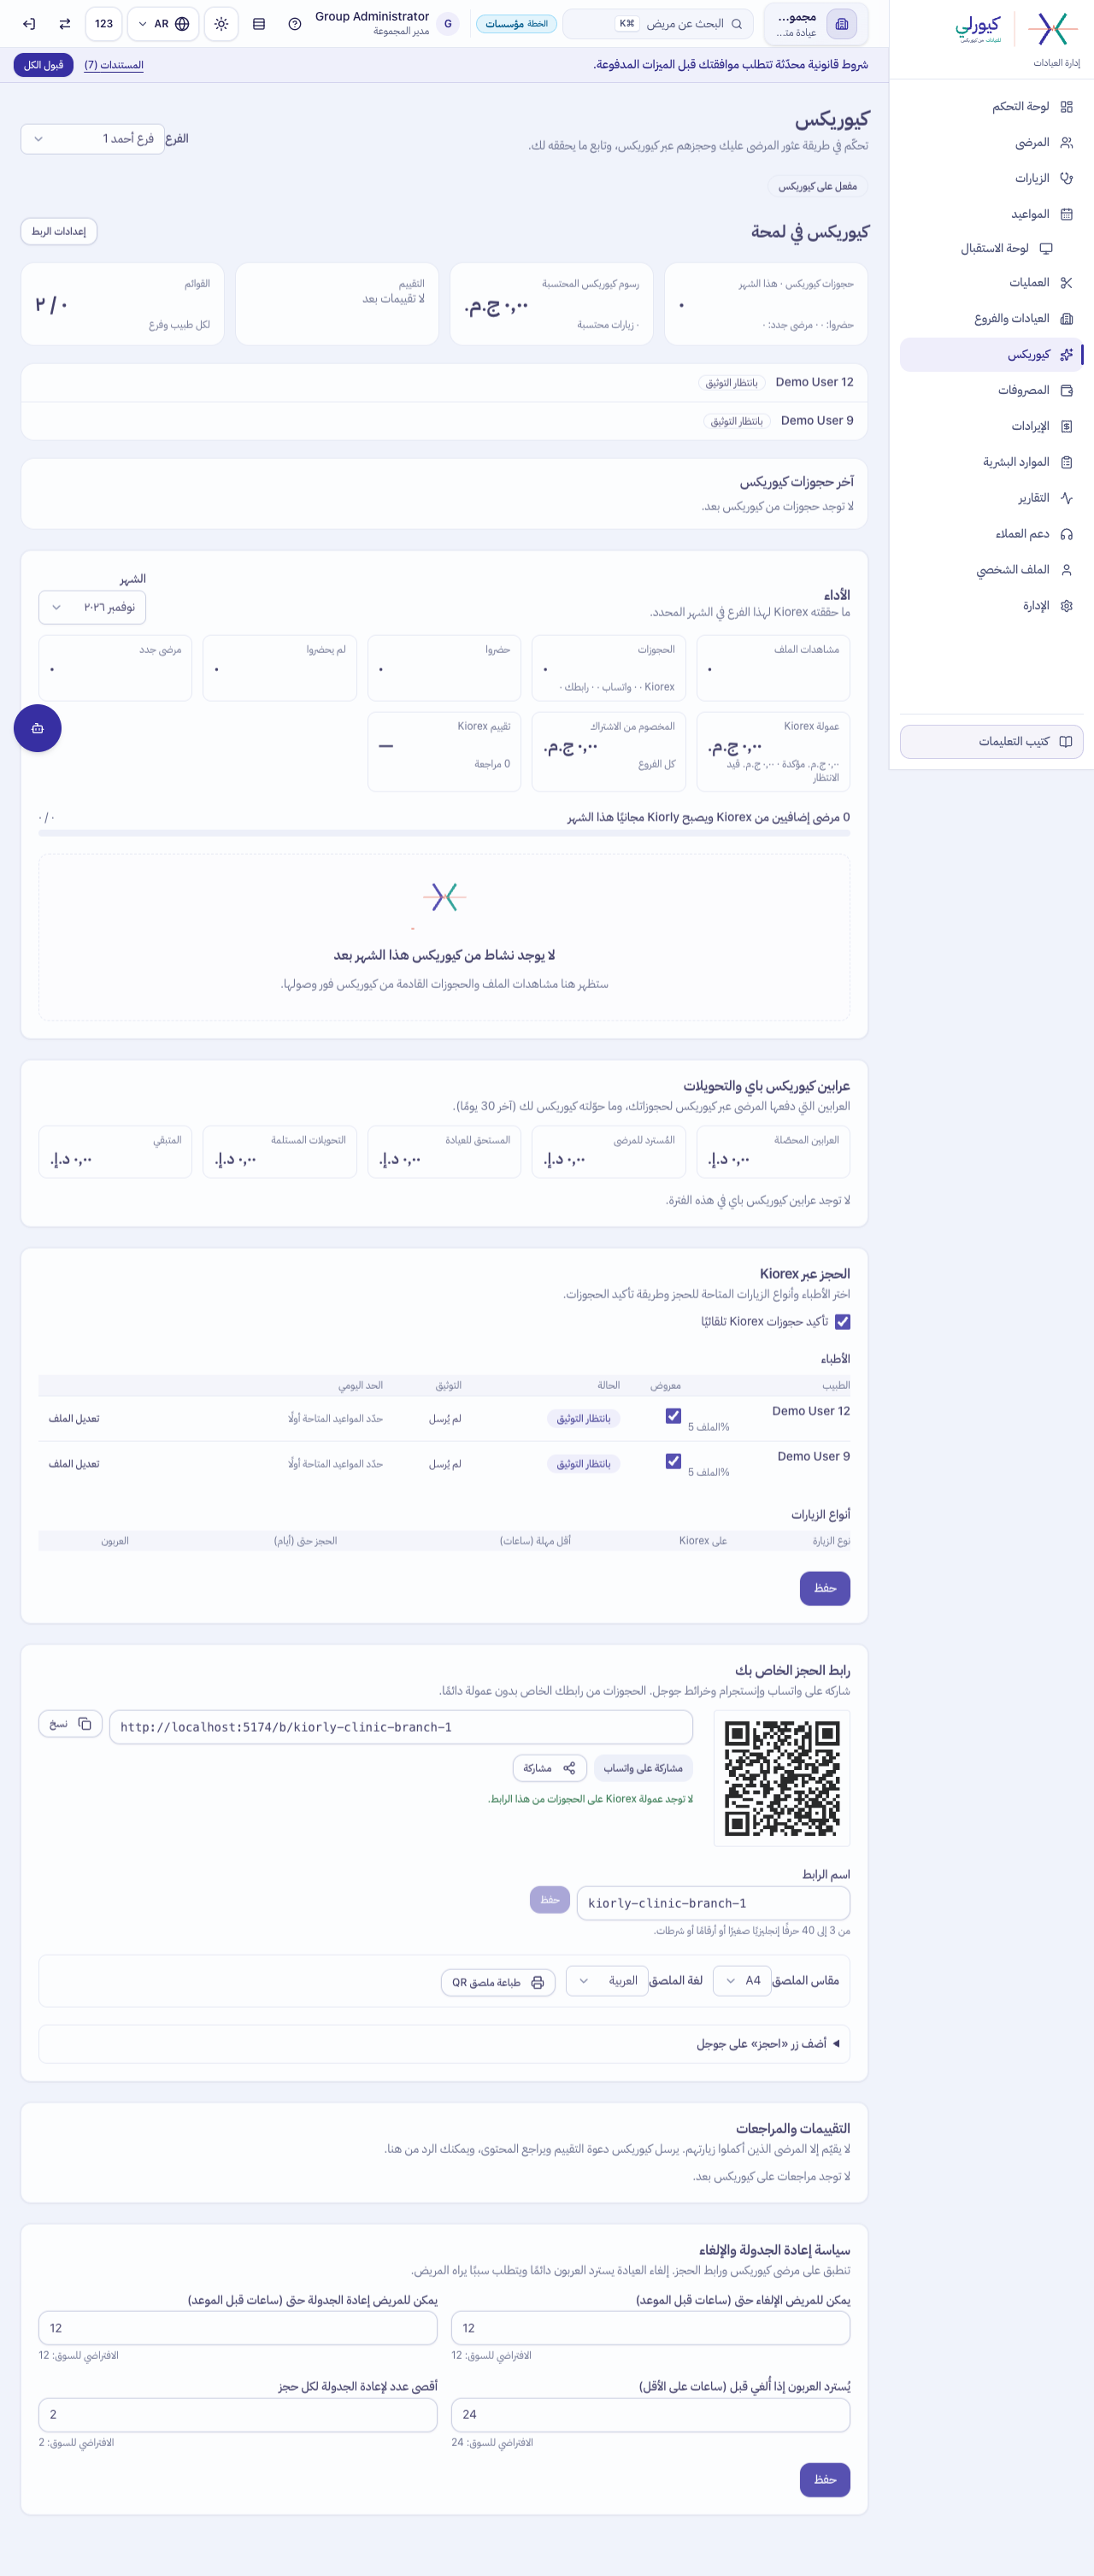 كيورلي
للعيادات من كيوريكس
إدارة العيادات
لوحة التحكم
المرضى
الزيارات
المواعيد
لوحة الاستقبال
العمليات
العيادات والفروع
كيوريكس
المصروفات
الإيرادات
الموارد البشرية
التقارير
دعم العملاء
الملف الشخصي
الإدارة
كتيب التعليمات
مجمو...
عيادة متـ...
البحث عن مريض
⌘K
الخطة مؤسسات
G
Group Administrator
مدير المجموعة
AR
123
شروط قانونية محدّثة تتطلب موافقتك قبل الميزات المدفوعة.
المستندات (7)
قبول الكل
كيوريكس
تحكّم في طريقة عثور المرضى عليك وحجزهم عبر كيوريكس، وتابع ما يحققه لك.
الفرع
فرع أحمد 1
مفعل على كيوريكس
كيوريكس في لمحة
إعدادات الربط
حجوزات كيوريكس · هذا الشهر
٠
حضروا: ٠ · مرضى جدد: ٠
رسوم كيوريكس المحتسبة
٠,٠٠ ج.م.
٠ زيارات محتسبة
التقييم
لا تقييمات بعد
القوائم
٠ / ٢
لكل طبيب وفرع
Demo User 12
بانتظار التوثيق
Demo User 9
بانتظار التوثيق
آخر حجوزات كيوريكس
لا توجد حجوزات من كيوريكس بعد.
الأداء
ما حققته Kiorex لهذا الفرع في الشهر المحدد.
الشهر
نوفمبر ٢٠٢٦
مشاهدات الملف
٠
الحجوزات
٠
Kiorex ٠ · واتساب ٠ · رابطك ٠
حضروا
٠
لم يحضروا
٠
مرضى جدد
٠
عمولة Kiorex
٠,٠٠ ج.م.
٠,٠٠ ج.م. مؤكدة · ٠,٠٠ ج.م. قيد الانتظار
المخصوم من الاشتراك
٠,٠٠ ج.م.
كل الفروع
تقييم Kiorex
—
0 مراجعة
0 مرضى إضافيين من Kiorex ويصبح Kiorly مجانيًا هذا الشهر
٠ / ٠
لا يوجد نشاط من كيوريكس هذا الشهر بعد
ستظهر هنا مشاهدات الملف والحجوزات القادمة من كيوريكس فور وصولها.
عرابين كيوريكس باي والتحويلات
العرابين التي دفعها المرضى عبر كيوريكس لحجوزاتك، وما حوّلته كيوريكس لك (آخر 30 يومًا).
العرابين المحصّلة
٠,٠٠ د.إ.
المُسترد للمرضى
٠,٠٠ د.إ.
المستحق للعيادة
٠,٠٠ د.إ.
التحويلات المستلمة
٠,٠٠ د.إ.
المتبقي
٠,٠٠ د.إ.
لا توجد عرابين كيوريكس باي في هذه الفترة.
الحجز عبر Kiorex
اختر الأطباء وأنواع الزيارات المتاحة للحجز وطريقة تأكيد الحجوزات.
تأكيد حجوزات Kiorex تلقائيًا
الأطباء
الطبيب
معروض
الحالة
التوثيق
الحد اليومي
Demo User 12
الملف 5%
بانتظار التوثيق
لم يُرسل
حدّد المواعيد المتاحة أولًا
تعديل الملف
Demo User 9
الملف 5%
بانتظار التوثيق
لم يُرسل
حدّد المواعيد المتاحة أولًا
تعديل الملف
أنواع الزيارات
نوع الزيارة
على Kiorex
أقل مهلة (ساعات)
الحجز حتى (أيام)
العربون
حفظ
رابط الحجز الخاص بك
شاركه على واتساب وإنستجرام وخرائط جوجل. الحجوزات من رابطك الخاص بدون عمولة دائمًا.
http://localhost:5174/b/kiorly-clinic-branch-1
نسخ
مشاركة على واتساب
مشاركة
لا توجد عمولة Kiorex على الحجوزات من هذا الرابط.
اسم الرابط
kiorly-clinic-branch-1
حفظ
من 3 إلى 40 حرفًا إنجليزيًا صغيرًا أو أرقامًا أو شرطات.
مقاس الملصق
A4
لغة الملصق
العربية
طباعة ملصق QR
أضف زر «احجز» على جوجل
التقييمات والمراجعات
لا يقيّم إلا المرضى الذين أكملوا زيارتهم. يرسل كيوريكس دعوة التقييم ويراجع المحتوى، ويمكنك الرد من هنا.
لا توجد مراجعات على كيوريكس بعد.
سياسة إعادة الجدولة والإلغاء
تنطبق على مرضى كيوريكس ورابط الحجز. إلغاء العيادة يسترد العربون دائمًا ويتطلب سببًا يراه المريض.
يمكن للمريض الإلغاء حتى (ساعات قبل الموعد)
12
الافتراضي للسوق: 12
يمكن للمريض إعادة الجدولة حتى (ساعات قبل الموعد)
12
الافتراضي للسوق: 12
يُسترد العربون إذا أُلغي قبل (ساعات على الأقل)
24
الافتراضي للسوق: 24
أقصى عدد لإعادة الجدولة لكل حجز
2
الافتراضي للسوق: 2
حفظ